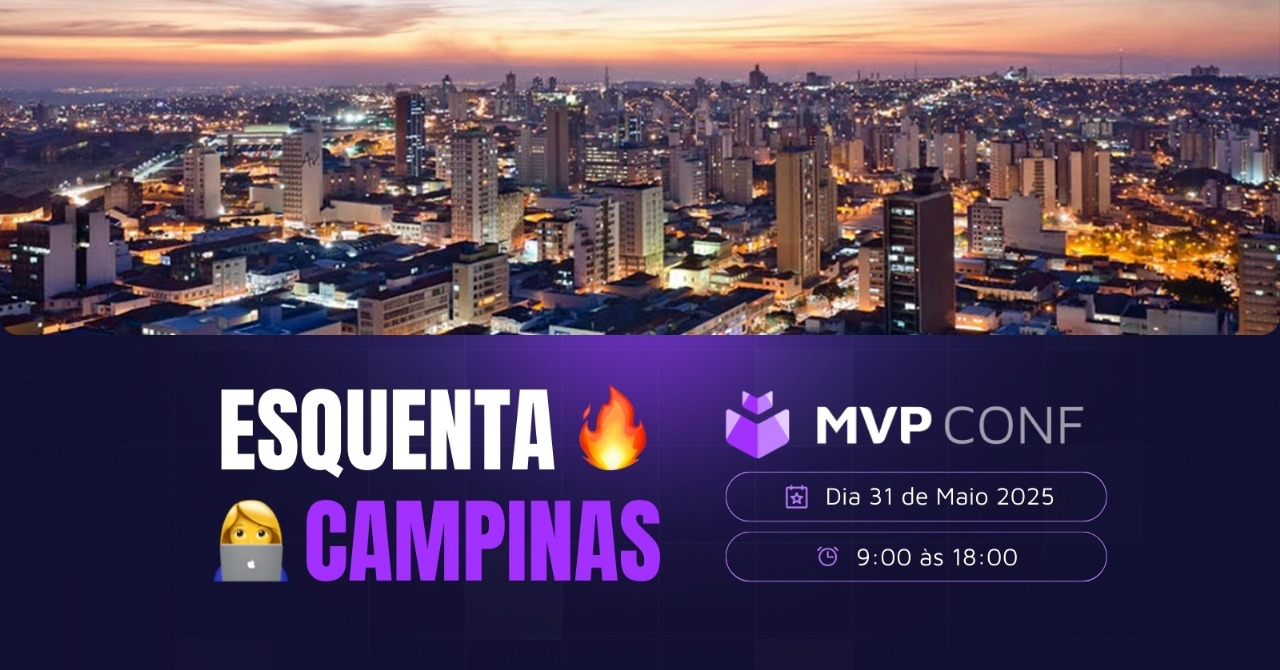 ESQUENTA
CAMPINAS
MVP CONF
Dia 31 de Maio 2025
9:00 às 18:00